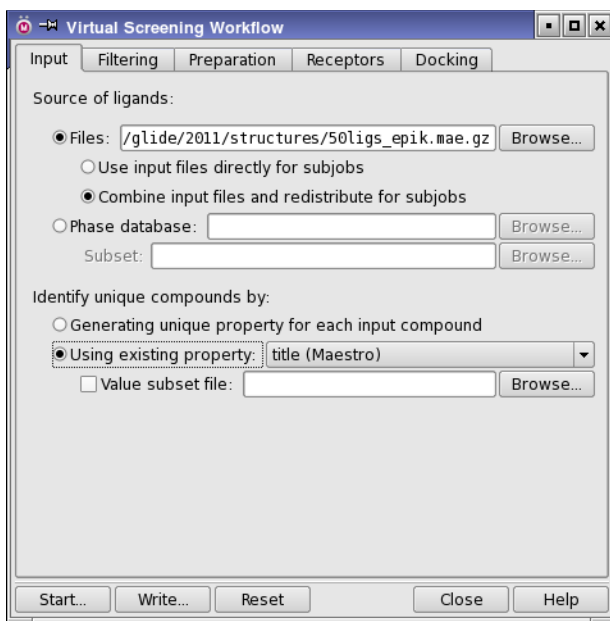 Virtual Screening Workflow
Input Filtering Preparation Receptors Docking
Source of ligands:
Files: /glide/2011/structures/50ligs_epik.mae.gz Browse...
Use input files directly for subjobs
Combine input files and redistribute for subjobs
Phase database: Browse...
Subset: Browse...
Identify unique compounds by:
Generating unique property for each input compound
Using existing property: title (Maestro)
Value subset file: Browse...
Start... Write... Reset Close Help